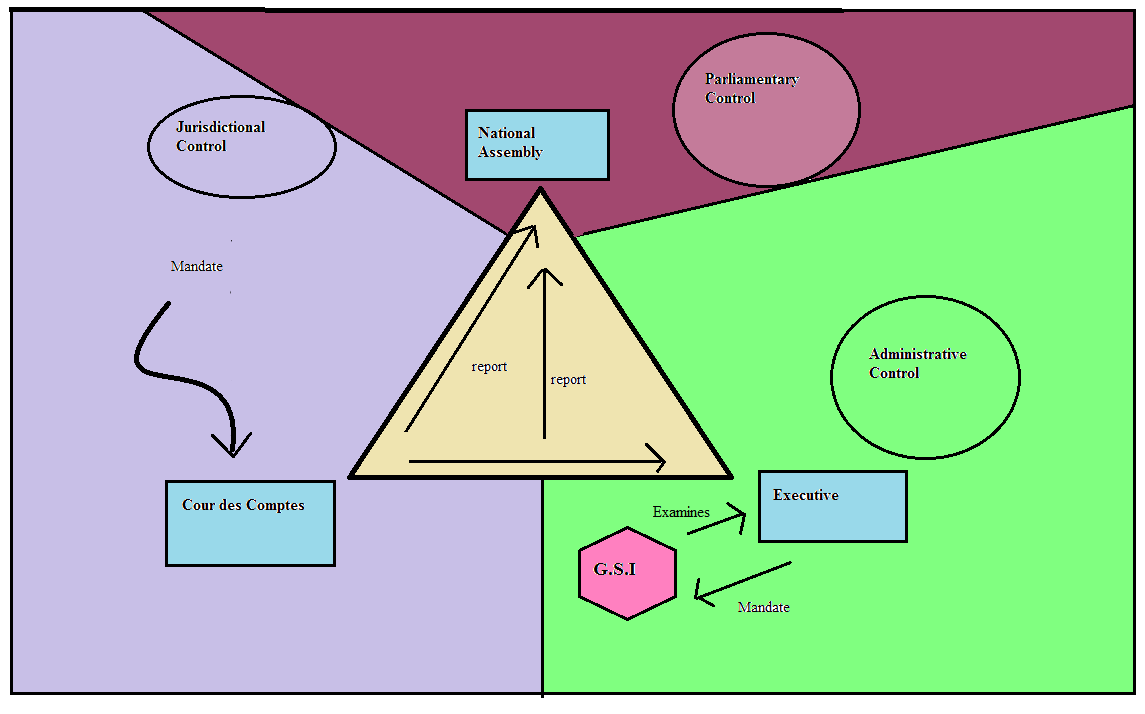 Parliamentary
Control
Jurisdictional
Control
National
Assembly
Mandate
Administrative
Control
report
report
Cour des Comptes
Executive
Examines
G.S.I
Mandate